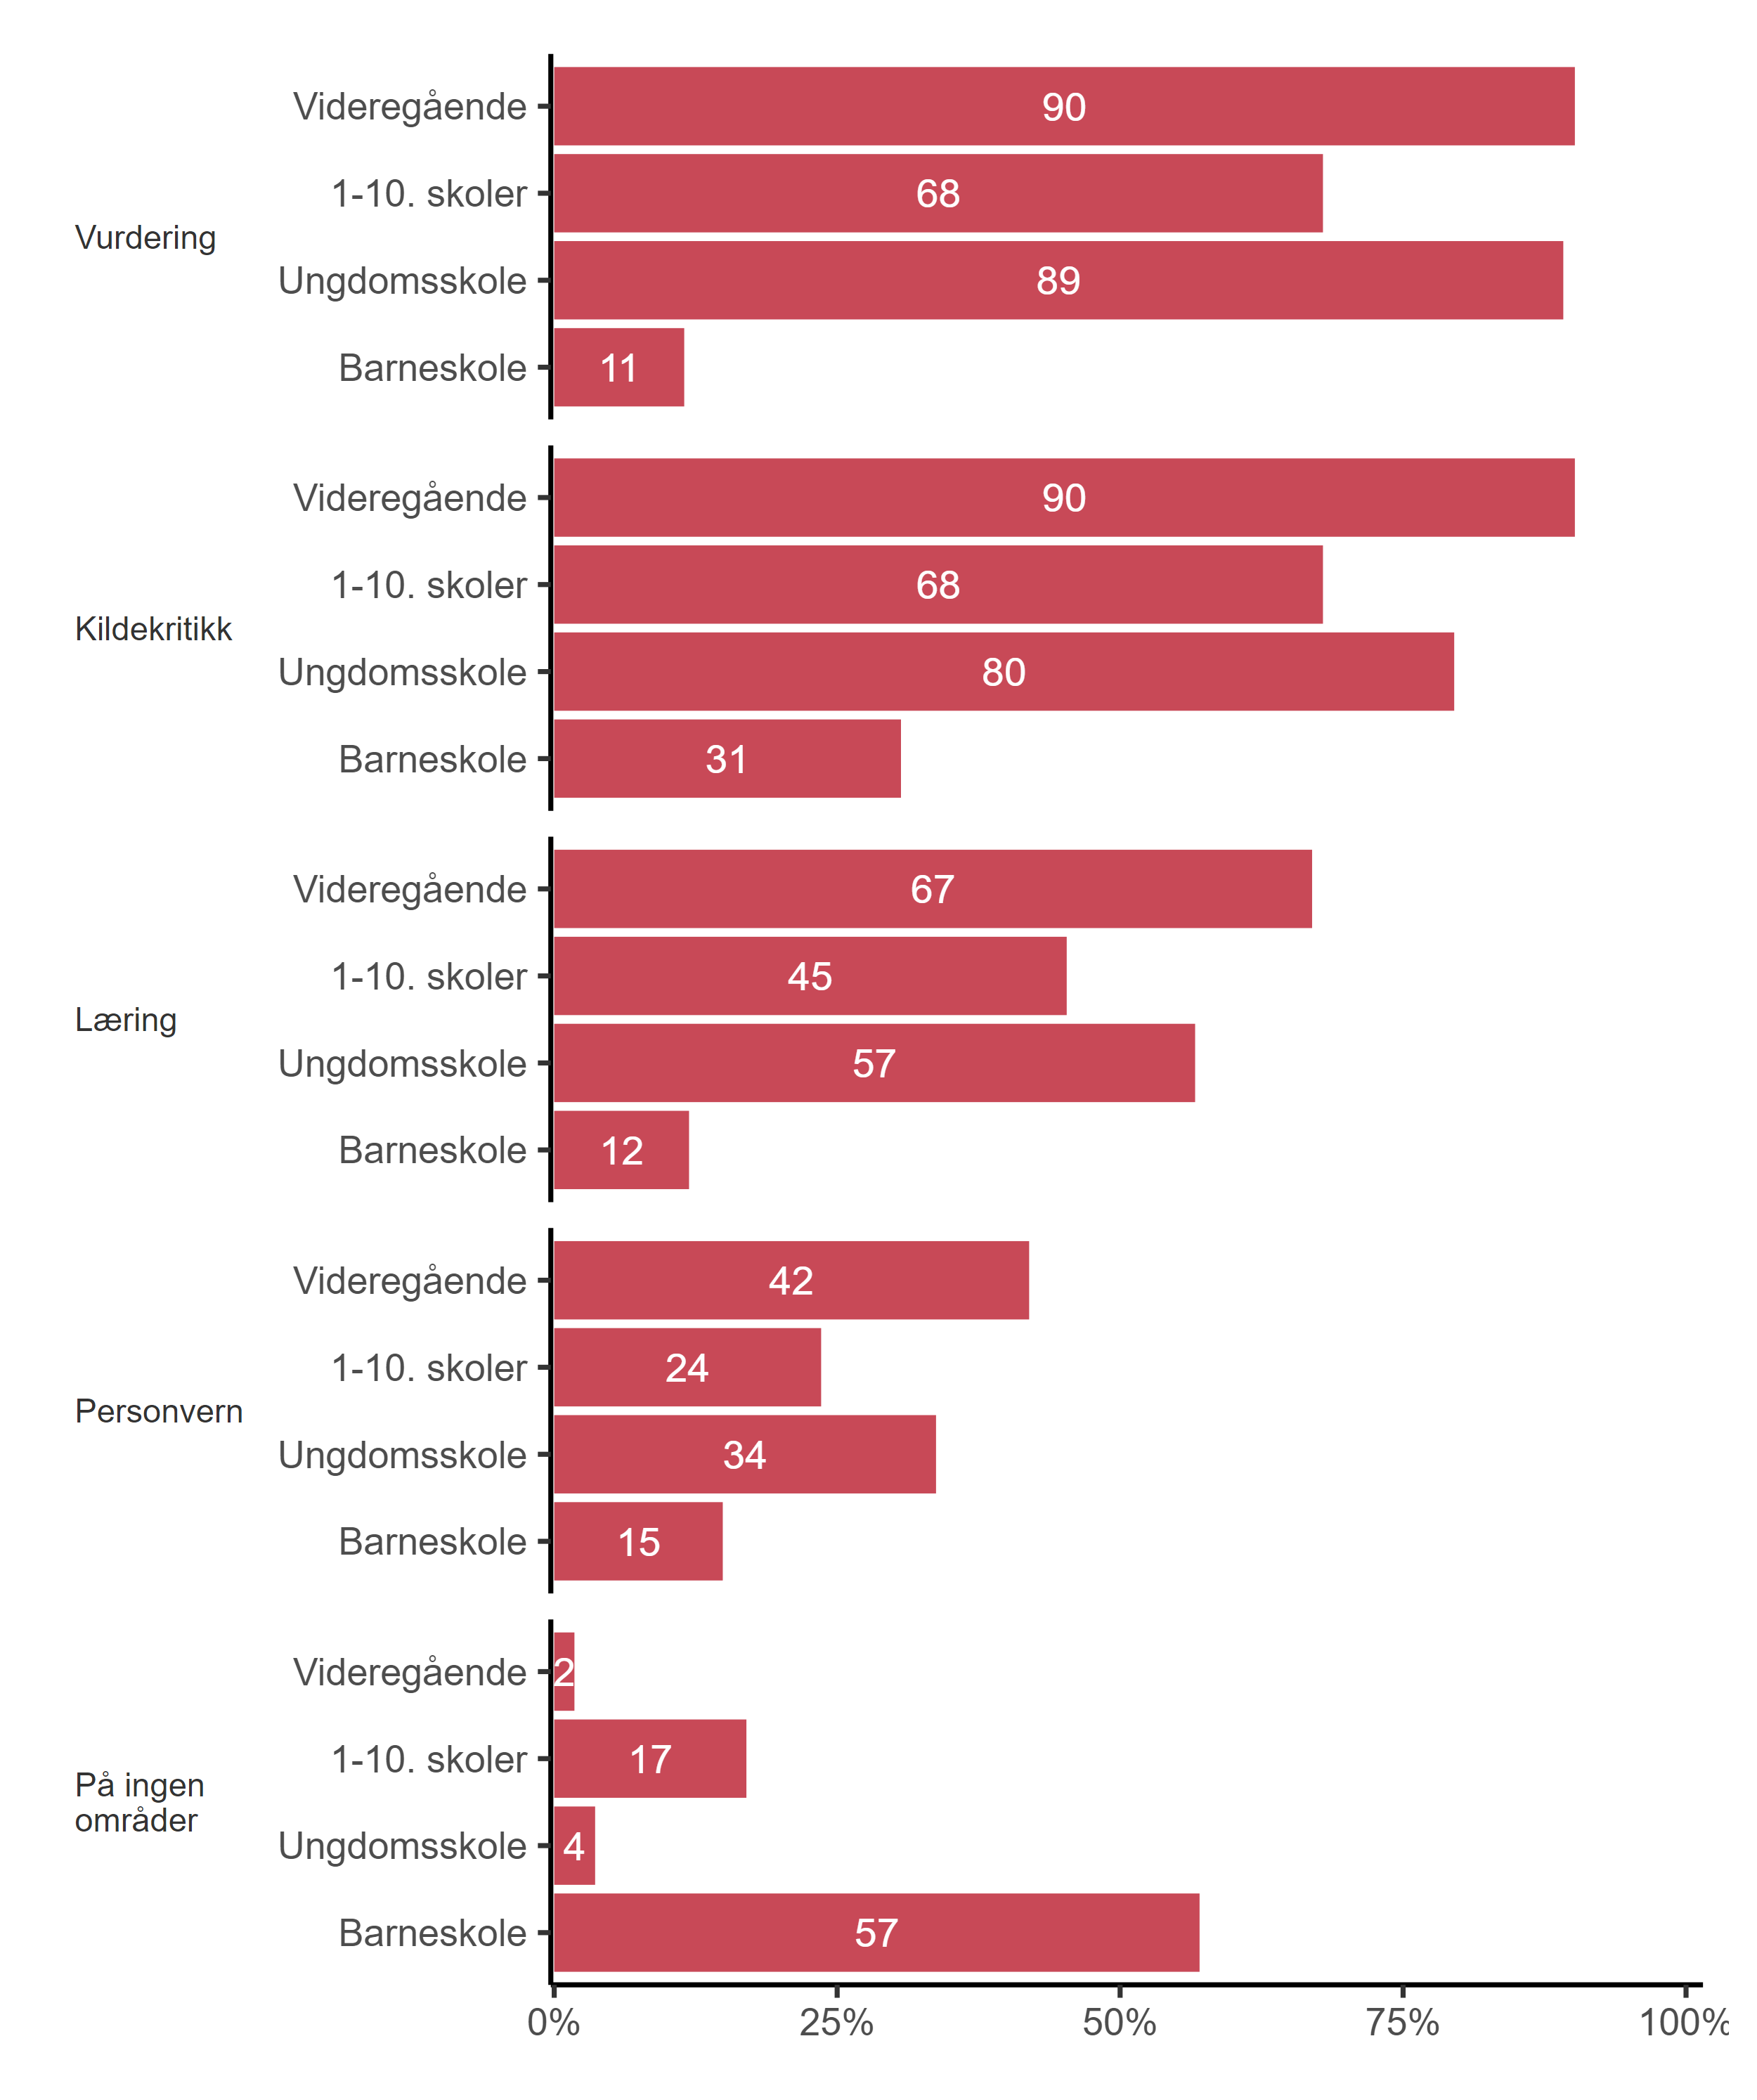 Vurdering
Videregående 90
1-10. skoler 68
Ungdomsskole 89
Barneskole 11
Kildekritikk
Videregående 90
1-10. skoler 68
Ungdomsskole 80
Barneskole 31
Læring
Videregående 67
1-10. skoler 45
Ungdomsskole 57
Barneskole 12
Personvern
Videregående 42
1-10. skoler 24
Ungdomsskole 34
Barneskole 15
På ingen
områder
Videregående 2
1-10. skoler 17
Ungdomsskole 4
Barneskole 57
0% 25% 50% 75% 100%